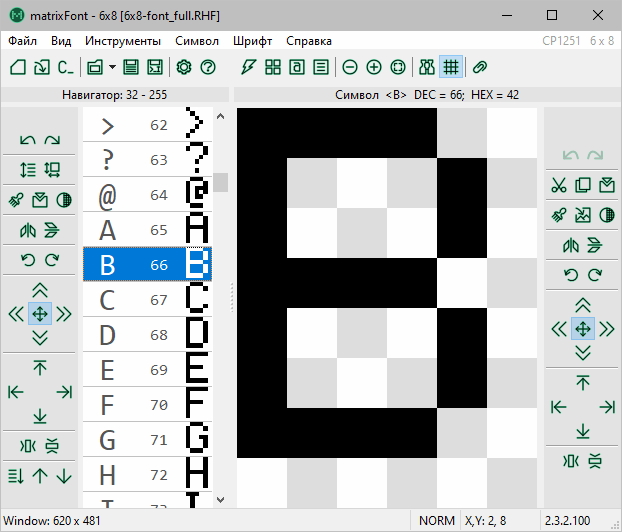 matrixFont - 6x8 [6x8-font_full.RHF]
Файл Вид Инструменты Символ Шрифт Справка CP1251 6 x 8
Навигатор: 32 - 255 Символ <B> DEC = 66; HEX = 42
> 62 >
? 63 ?
@ 64 @
A 65 A
B 66 B
C 67 C
D 68 D
E 69 E
F 70 F
G 71 G
H 72 H
Window: 620 x 481 NORM X,Y: 2, 8 2.3.2.100